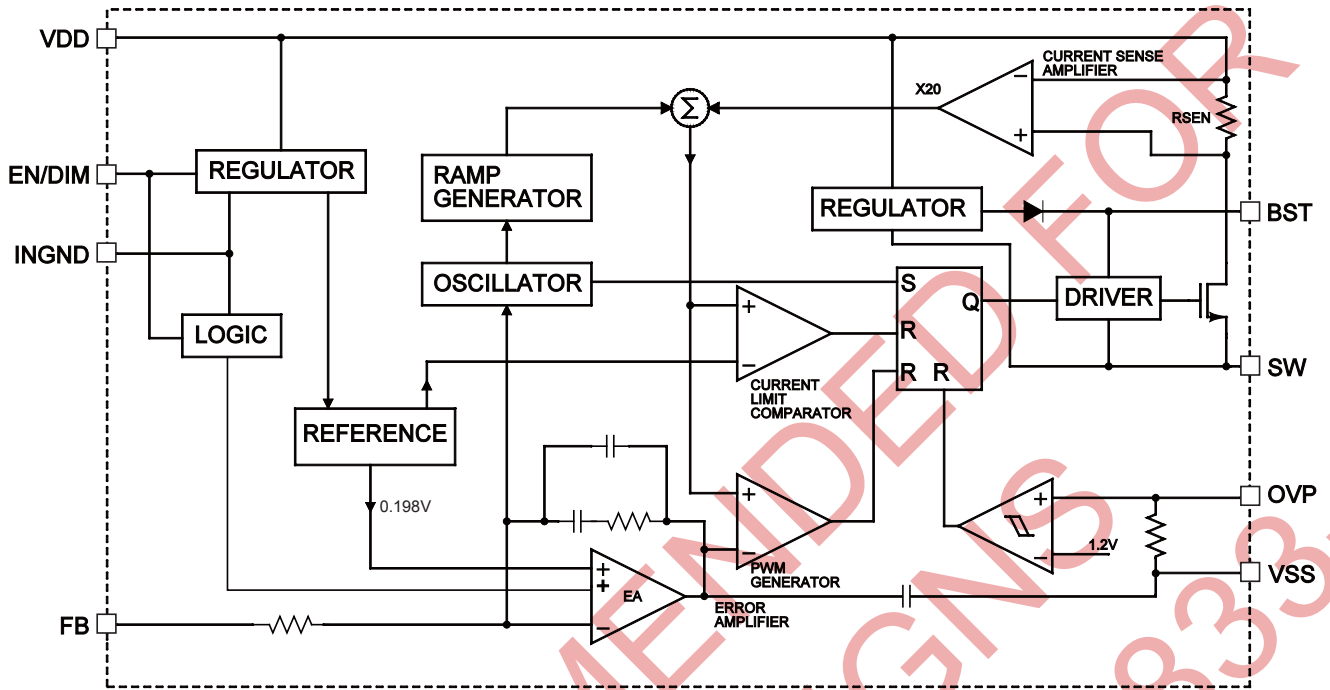 VDD
CURRENT SENSE
AMPLIFIER
X20
Σ
RSEN
−
+
EN/DIM
REGULATOR
RAMP
GENERATOR
REGULATOR
BST
INGND
OSCILLATOR
S
Q
DRIVER
LOGIC
+
R
−
R R
SW
CURRENT
LIMIT
COMPARATOR
REFERENCE
0.198V
+
−
PWM
GENERATOR
+
−
1.2V
OVP
VSS
+
+
EA
−
ERROR
AMPLIFIER
FB
MENDED FOR
GNS
833